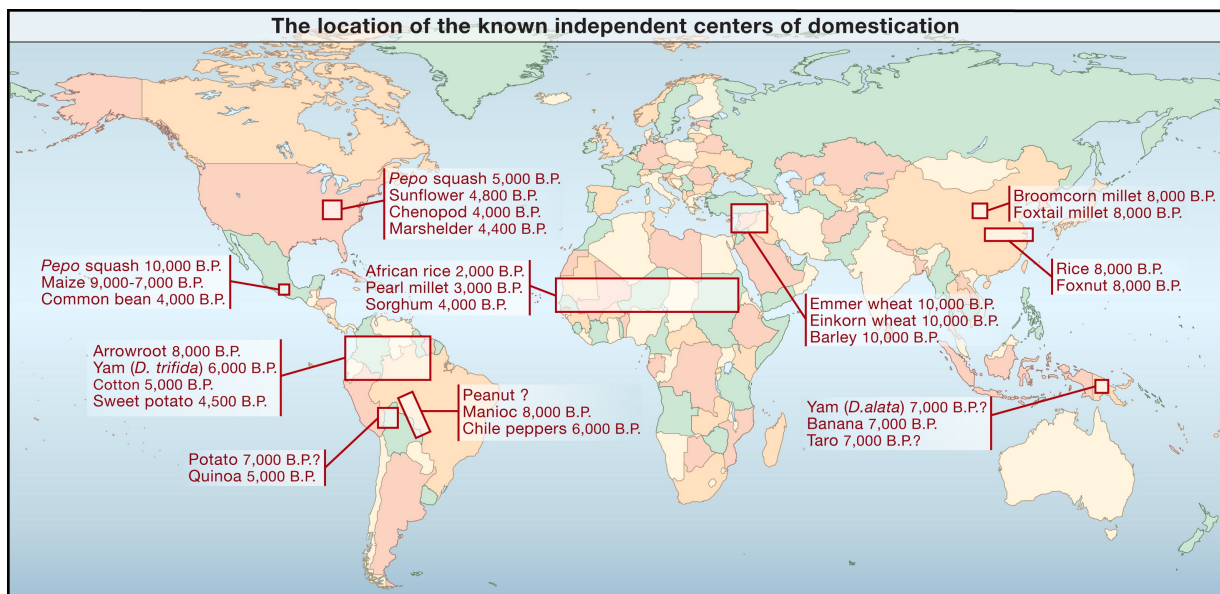 The location of the known independent centers of domestication
Pepo squash 5,000 B.P.
Sunflower 4,800 B.P.
Chenopod 4,000 B.P.
Marshelder 4,400 B.P.
Broomcorn millet 8,000 B.P.
Foxtail millet 8,000 B.P.
Pepo squash 10,000 B.P.
Maize 9,000-7,000 B.P.
Common bean 4,000 B.P.
African rice 2,000 B.P.
Pearl millet 3,000 B.P.
Sorghum 4,000 B.P.
Rice 8,000 B.P.
Foxnut 8,000 B.P.
Emmer wheat 10,000 B.P.
Einkorn wheat 10,000 B.P.
Barley 10,000 B.P.
Arrowroot 8,000 B.P.
Yam (D. trifida) 6,000 B.P.
Cotton 5,000 B.P.
Sweet potato 4,500 B.P.
Peanut ?
Manioc 8,000 B.P.
Chile peppers 6,000 B.P.
Yam (D.alata) 7,000 B.P.?
Banana 7,000 B.P.
Taro 7,000 B.P.?
Potato 7,000 B.P.?
Quinoa 5,000 B.P.